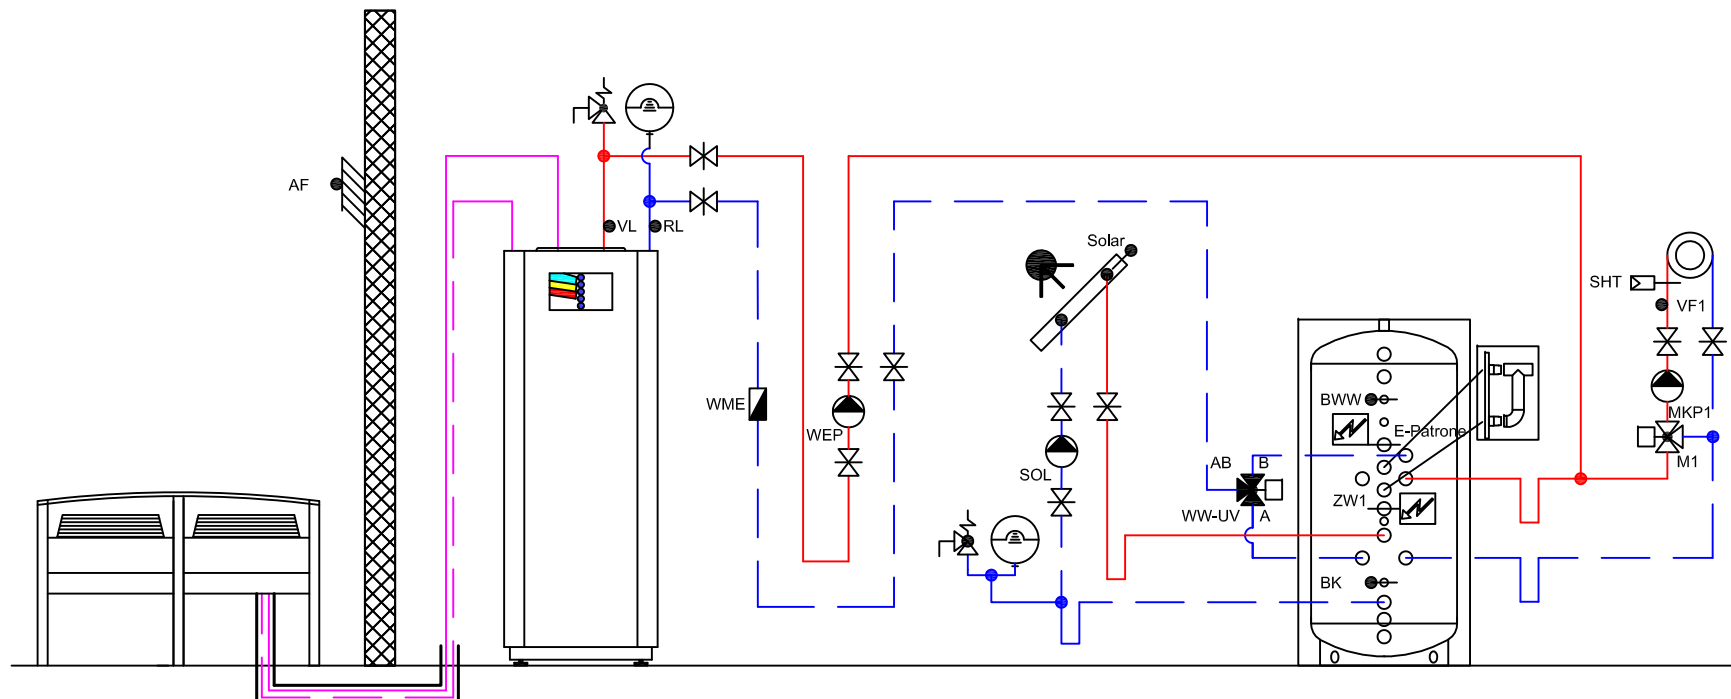 AF
VL
RL
Solar
SHT
VF1
WME
WEP
BWW
E-Patrone
MKP1
M1
AB
B
SOL
WW-UV
A
ZW1
BK